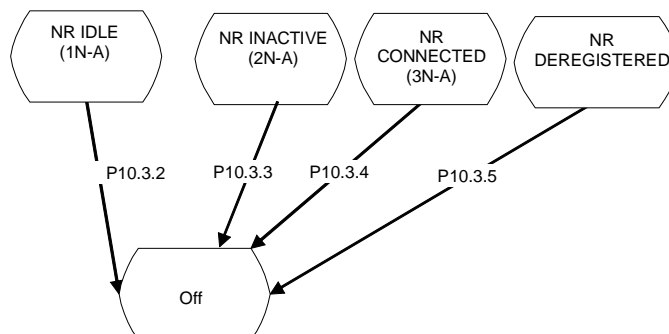 NR IDLE
(1N-A)
NR INACTIVE
(2N-A)
NR
CONNECTED
(3N-A)
NR
DEREGISTERED
P10.3.2
P10.3.3
P10.3.4
P10.3.5
Off